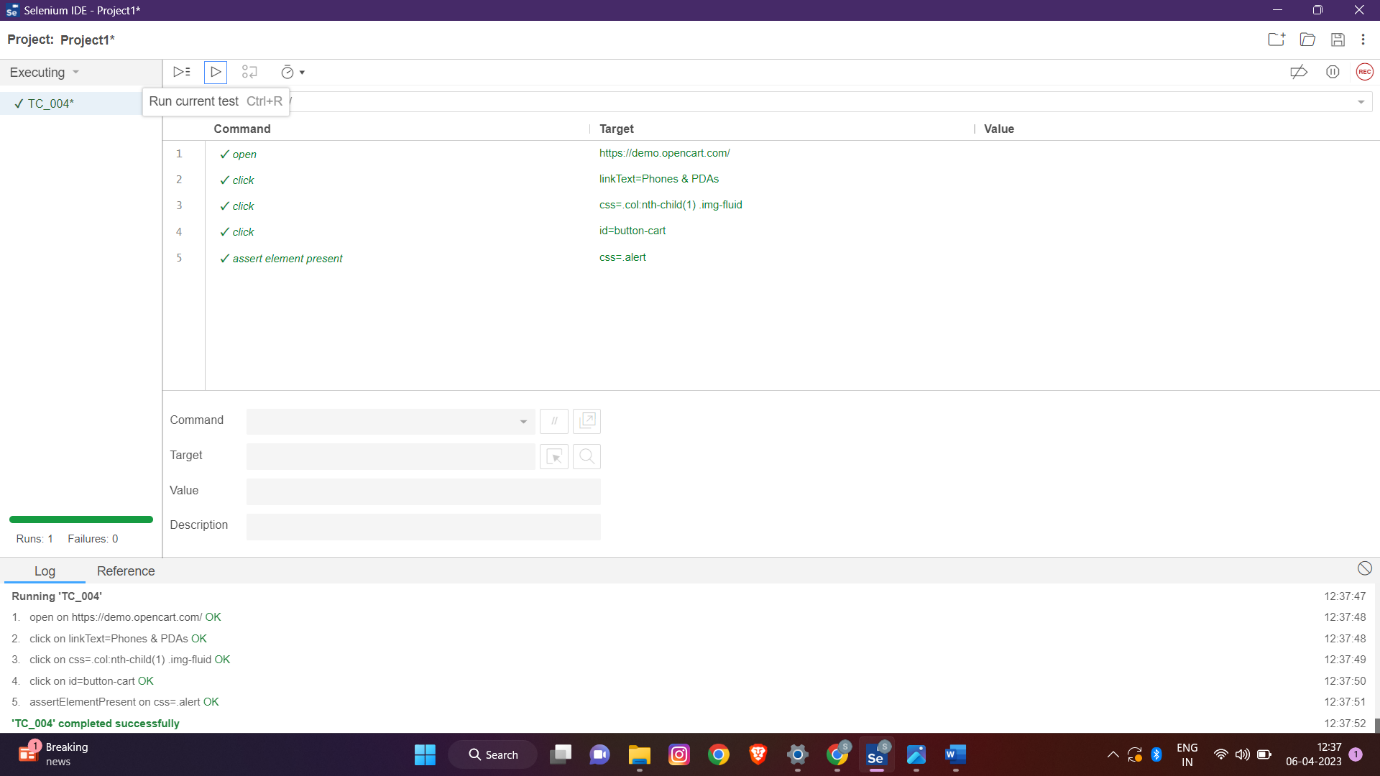 Se Selenium IDE - Project1*
Project: Project1*
Executing
REC
✓ TC_004*
Run current test Ctrl+R /
Command Target Value
1 ✓ open https://demo.opencart.com/
2 ✓ click linkText=Phones & PDAs
3 ✓ click css=.col:nth-child(1) .img-fluid
4 ✓ click id=button-cart
5 ✓ assert element present css=.alert
Command //
Target
Value
Description
Runs: 1 Failures: 0
Log Reference
Running 'TC_004' 12:37:47
1. open on https://demo.opencart.com/ OK 12:37:48
2. click on linkText=Phones & PDAs OK 12:37:48
3. click on css=.col:nth-child(1) .img-fluid OK 12:37:49
4. click on id=button-cart OK 12:37:50
5. assertElementPresent on css=.alert OK 12:37:51
'TC_004' completed successfully 12:37:52
1 Breaking
news
Search
S
S
Se
W
ENG
IN
12:37
06-04-2023
1